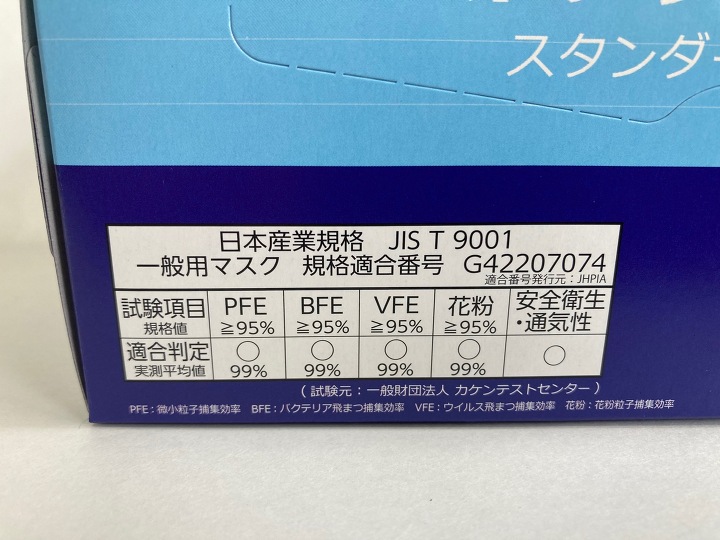 スタンダー
日本産業規格 JIS T 9001
一般用マスク 規格適合番号 G42207074
適合番号発行元：JHPIA
試験項目 PFE BFE VFE 花粉 安全衛生
規格値 ≧95% ≧95% ≧95% ≧95% ・通気性
適合判定 ○ ○ ○ ○ ○
実測平均値 99% 99% 99% 99%
（試験元：一般財団法人 カケンテストセンター）
PFE：微小粒子捕集効率 BFE：バクテリア飛まつ捕集効率 VFE：ウイルス飛まつ捕集効率 花粉：花粉粒子捕集効率